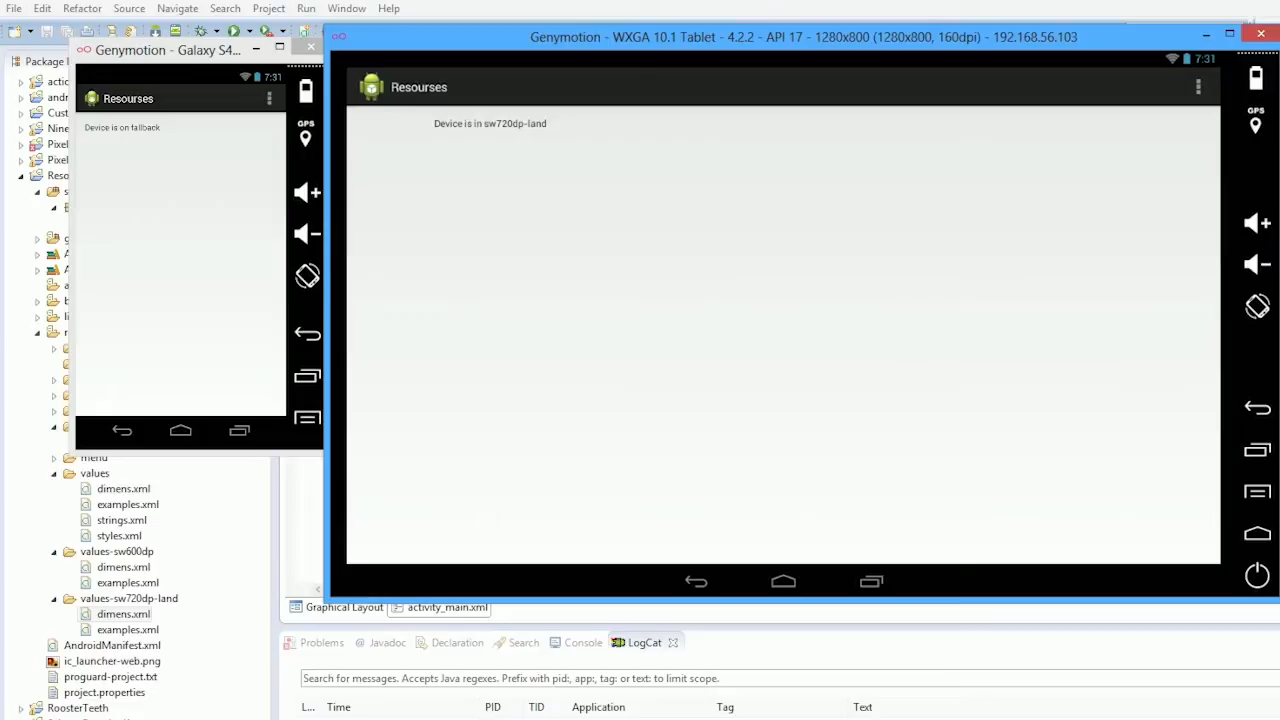 File Edit Refactor Source Navigate Search Project Run Window Help
Genymotion - Galaxy S4...
Genymotion - WXGA 10.1 Tablet - 4.2.2 - API 17 - 1280x800 (1280x800, 160dpi) - 192.168.56.103
Package
7:31
Resourses
Device is on fallback
GPS
7:31
Resourses
Device is in sw720dp-land
GPS
menu
values
dimens.xml
examples.xml
strings.xml
styles.xml
values-sw600dp
dimens.xml
examples.xml
values-sw720dp-land
dimens.xml
examples.xml
AndroidManifest.xml
ic_launcher-web.png
proguard-project.txt
project.properties
RoosterTeeth
Graphical Layout activity_main.xml
Problems Javadoc Declaration Search Console LogCat
Search for messages. Accepts Java regexes. Prefix with pid:, app:, tag: or text: to limit scope.
L... Time PID TID Application Tag Text